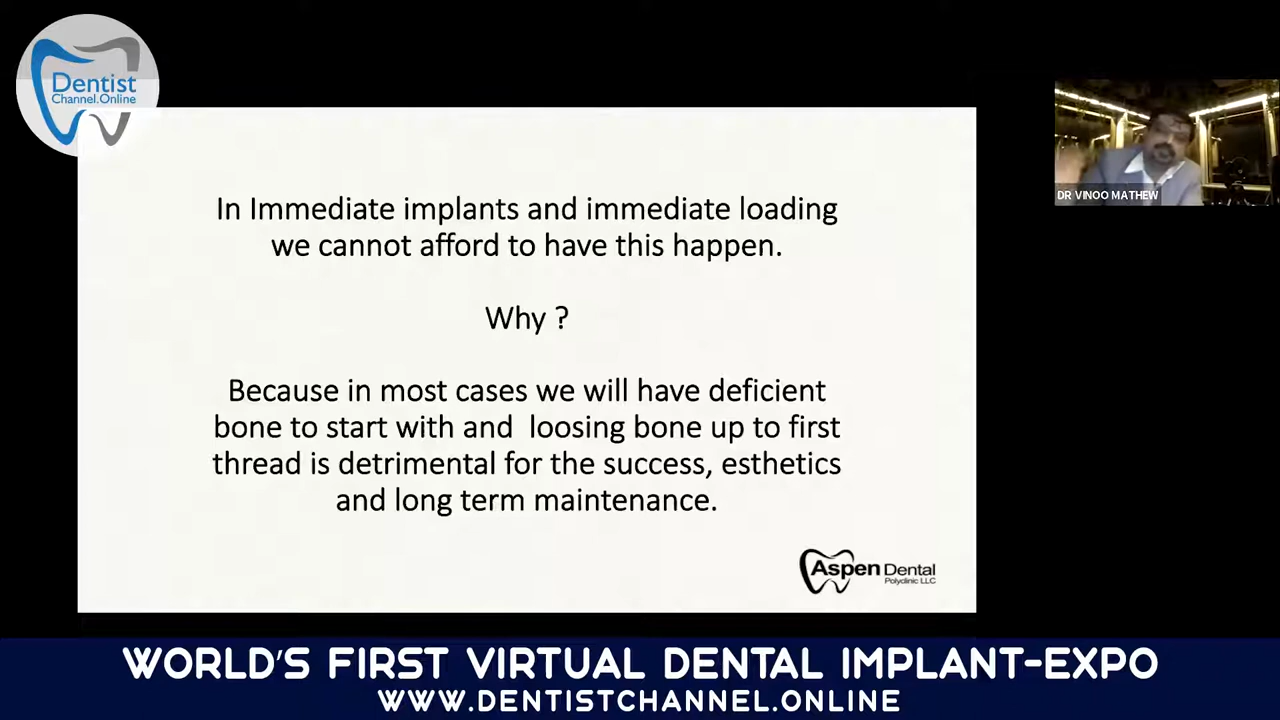 Dentist
Channel.Online
DR VINOO MATHEW
In Immediate implants and immediate loading
we cannot afford to have this happen.
Why ?
Because in most cases we will have deficient
bone to start with and  loosing bone up to first
thread is detrimental for the success, esthetics
and long term maintenance.
Aspen Dental
Polyclinic LLC
WORLD'S FIRST VIRTUAL DENTAL IMPLANT-EXPO
WWW.DENTISTCHANNEL.ONLINE